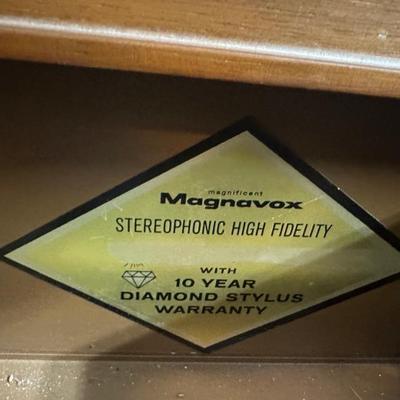 magnificent
Magnavox
STEREOPHONIC HIGH FIDELITY
WITH
10 YEAR
DIAMOND STYLUS
WARRANTY